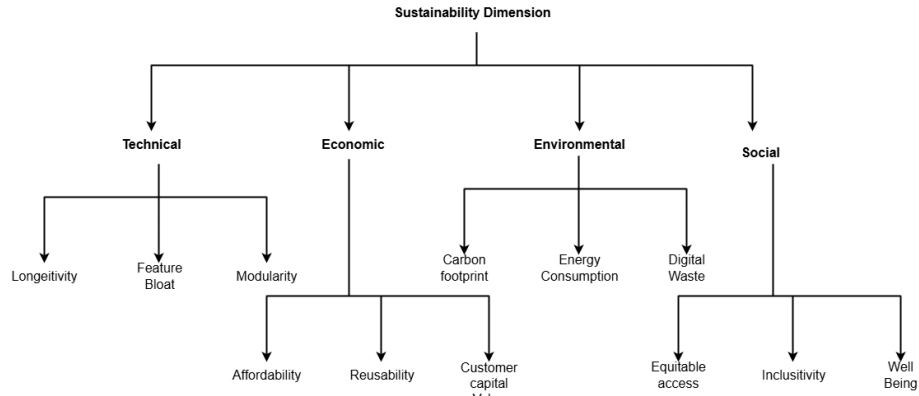 Sustainability Dimension
Technical
Economic
Environmental
Social
Longeitivity
Feature
Bloat
Modularity
Carbon
footprint
Energy
Consumption
Digital
Waste
Affordability
Reusability
Customer
capital
Equitable
access
Inclusitivity
Well
Being